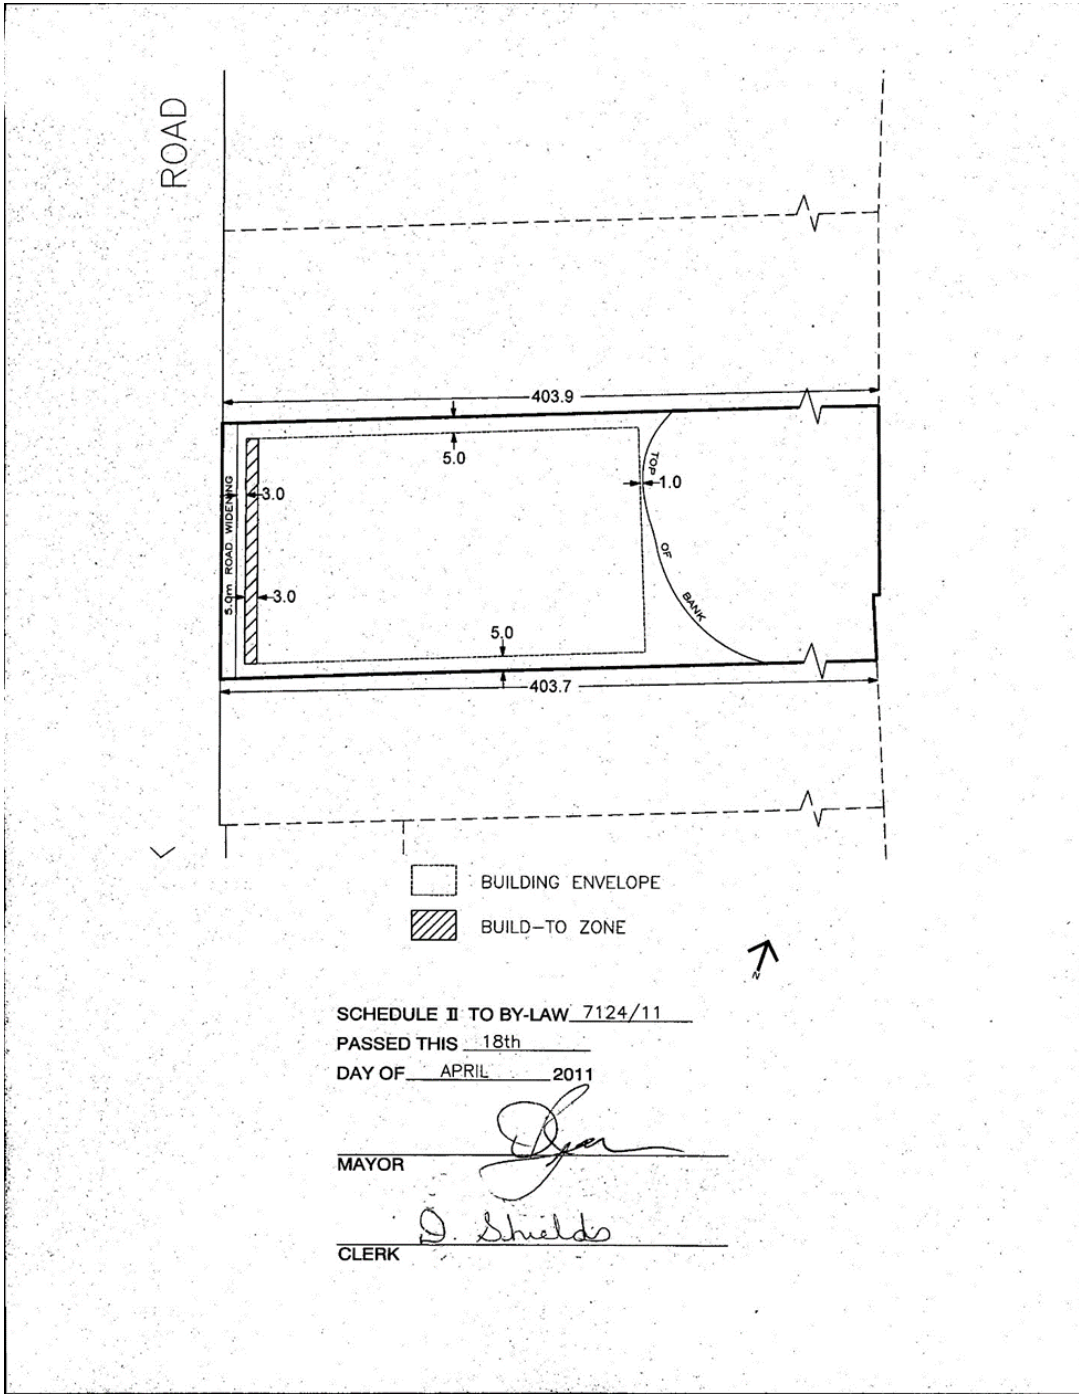 ROAD
403.9
5.0
TOP OF BANK
1.0
3.0
5.0m ROAD WIDENING
3.0
5.0
403.7
BUILDING ENVELOPE
BUILD-TO ZONE
N
SCHEDULE II TO BY-LAW 7124/11
PASSED THIS 18th
DAY OF APRIL 2011
MAYOR
D. Shields
CLERK